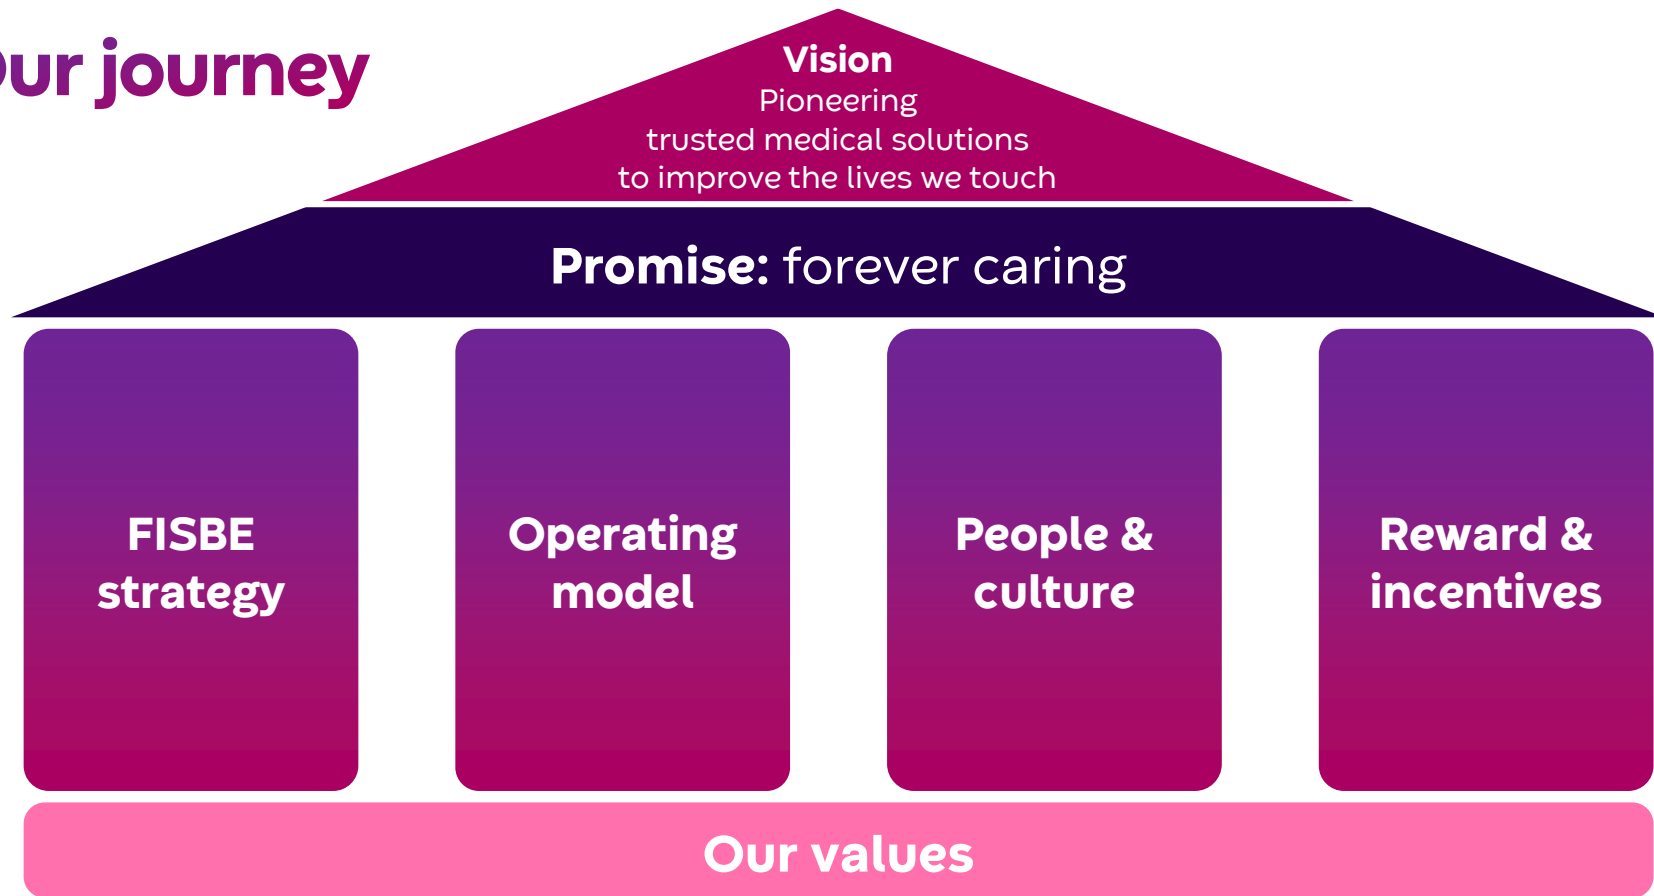 Our journey
Vision
Pioneering
trusted medical solutions
to improve the lives we touch
Promise: forever caring
FISBE
strategy
Operating
model
People &
culture
Reward &
incentives
Our values